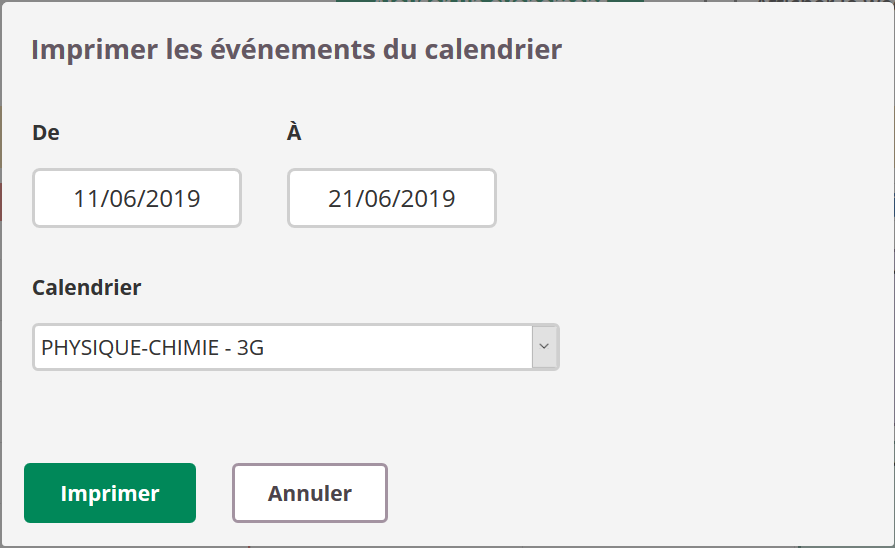 Imprimer les événements du calendrier
De À
11/06/2019 21/06/2019
Calendrier
PHYSIQUE-CHIMIE - 3G
Imprimer Annuler